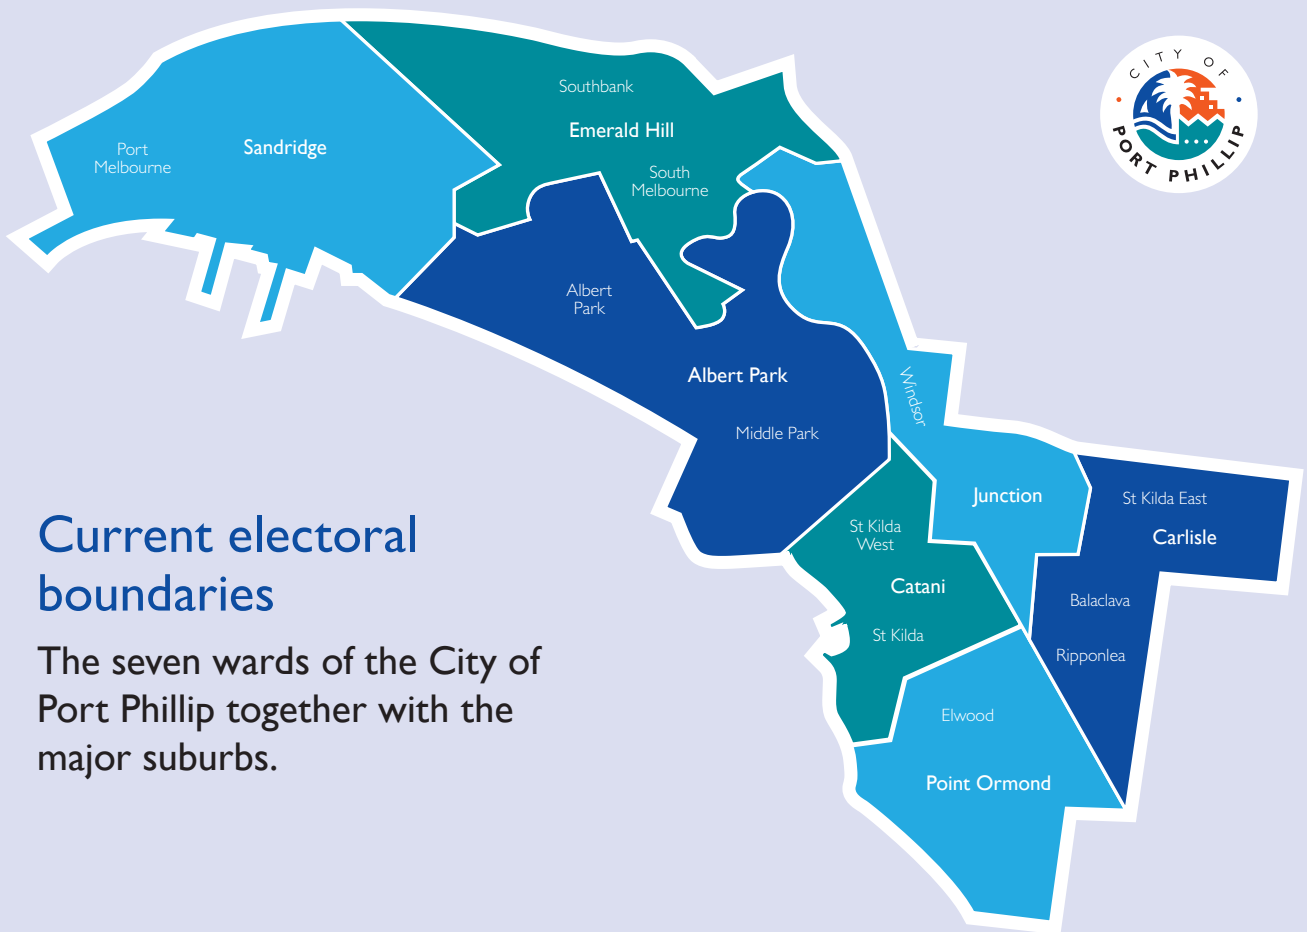 CITY OF
PORT PHILLIP
Southbank
Emerald Hill
South
Melbourne
Port
Melbourne
Sandridge
Albert
Park
Albert Park
Middle Park
Windsor
Junction
St Kilda East
Carlisle
St Kilda
West
Catani
St Kilda
Balaclava
Ripponlea
Elwood
Point Ormond
Current electoral
boundaries
The seven wards of the City of
Port Phillip together with the
major suburbs.